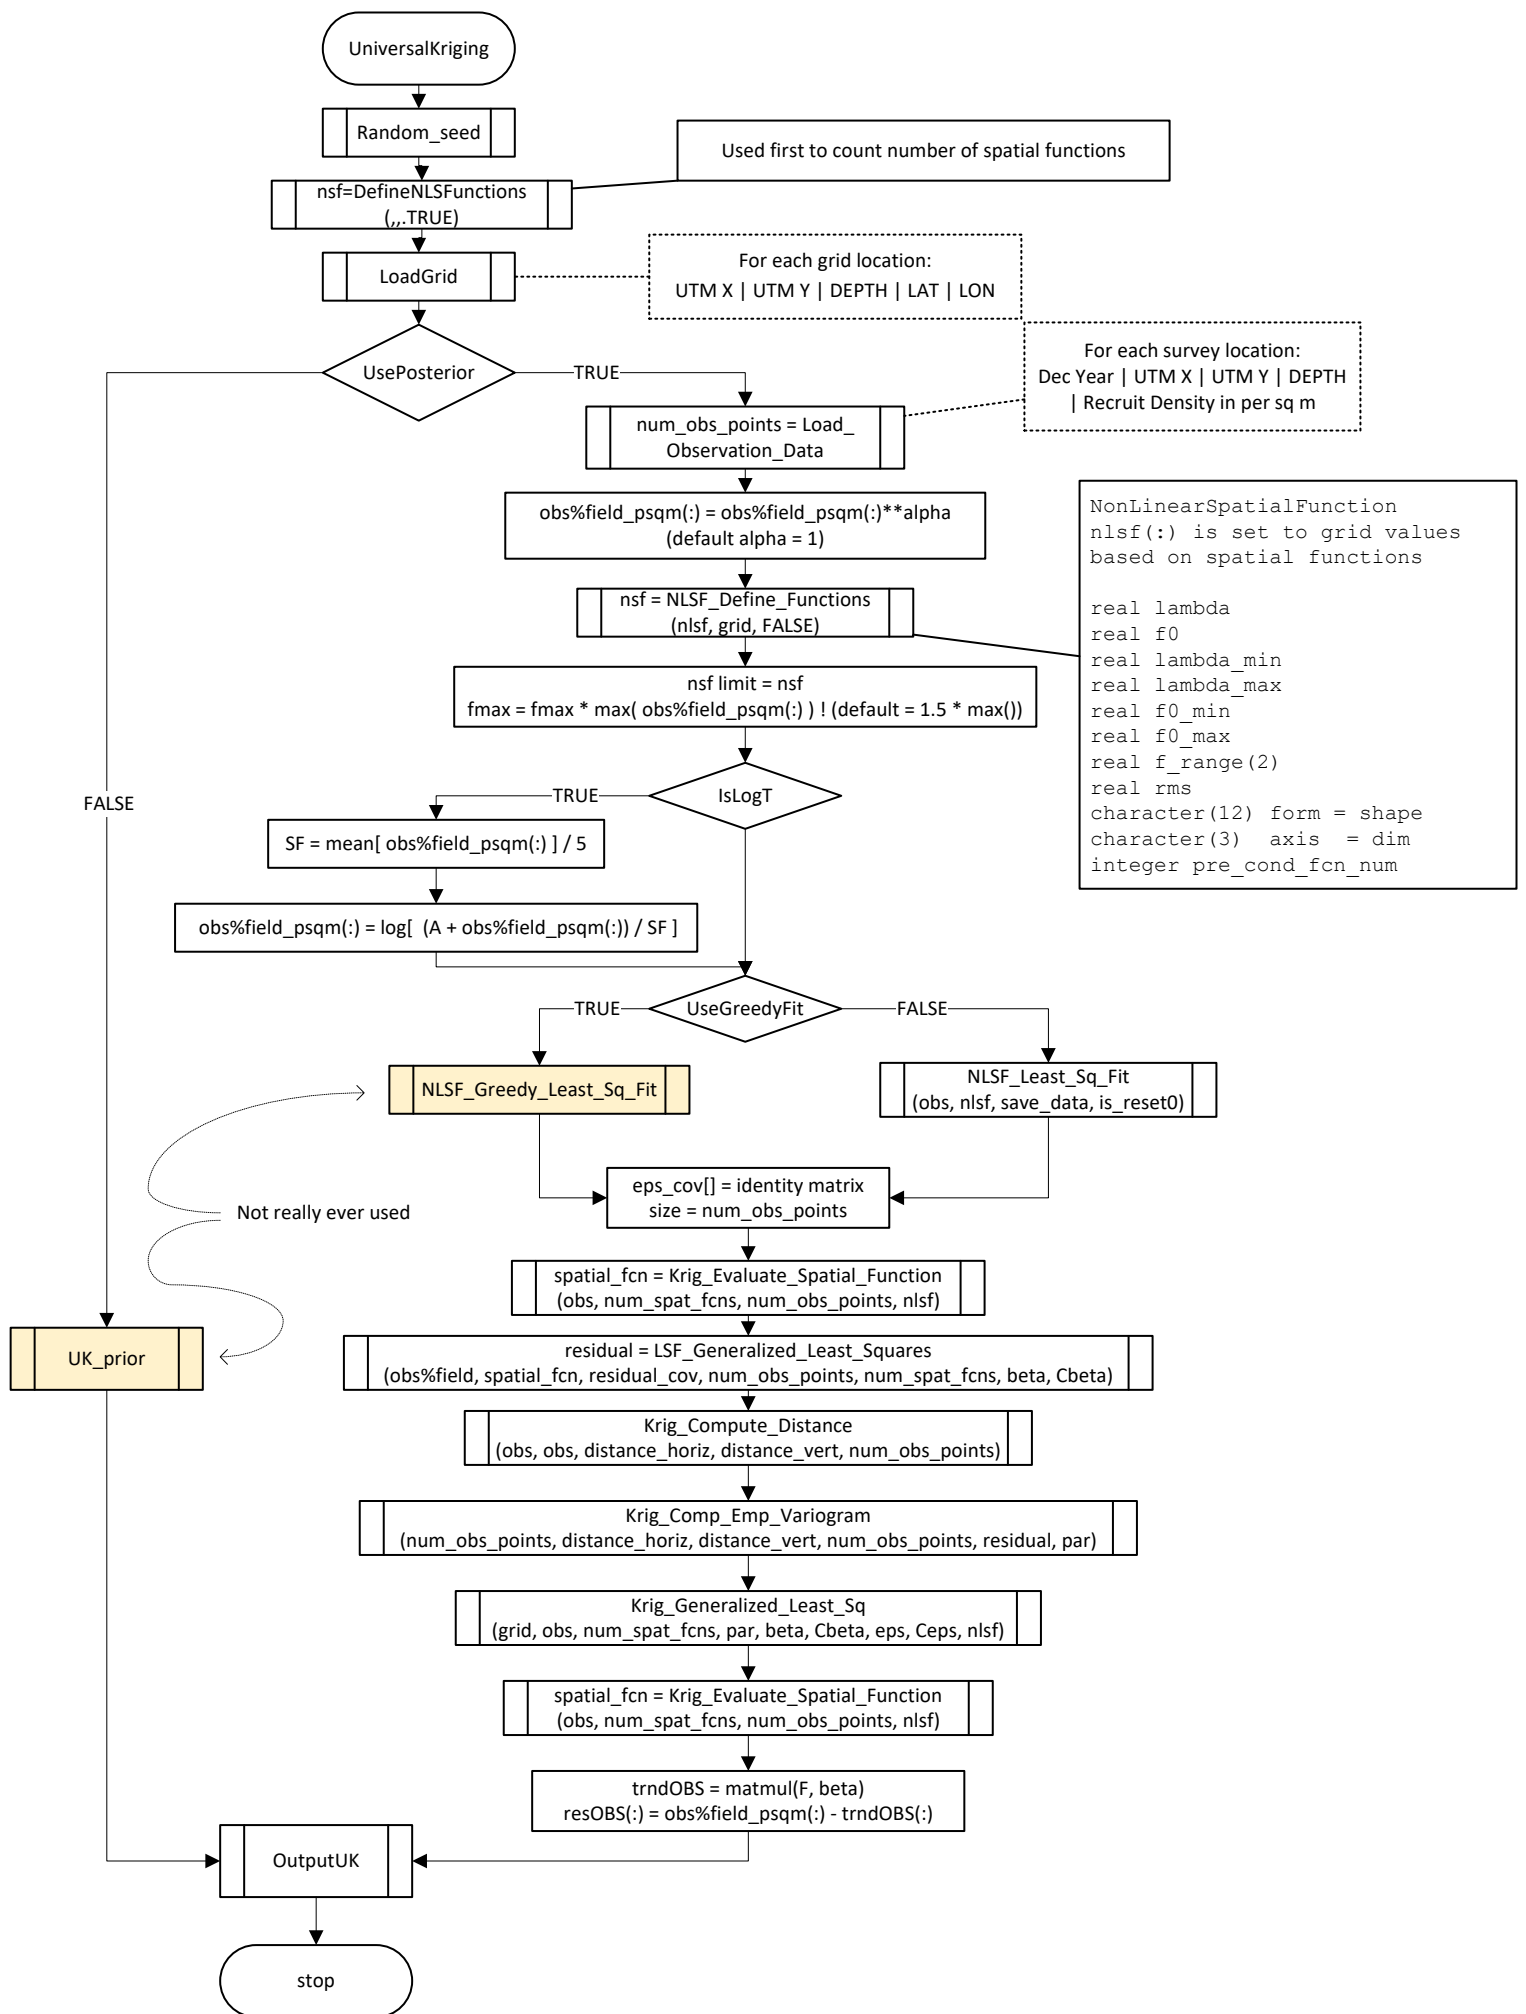 UniversalKriging
Random_seed
Used first to count number of spatial functions
nsf=DefineNLSFunctions
(,,.TRUE)
LoadGrid
For each grid location:
UTM X | UTM Y | DEPTH | LAT | LON
For each survey location:
Dec Year | UTM X | UTM Y | DEPTH
| Recruit Density in per sq m
UsePosterior
TRUE
num_obs_points = Load_
Observation_Data
obs%field_psqm(:) = obs%field_psqm(:)**alpha
(default alpha = 1)
NonLinearSpatialFunction
nlsf(:) is set to grid values
based on spatial functions
real lambda
real f0
real lambda_min
real lambda_max
real f0_min
real f0_max
real f_range(2)
real rms
character(12) form = shape
character(3)  axis  = dim
integer pre_cond_fcn_num
nsf = NLSF_Define_Functions
(nlsf, grid, FALSE)
nsf limit = nsf
fmax = fmax * max( obs%field_psqm(:) ) ! (default = 1.5 * max())
FALSE
IsLogT
TRUE
SF = mean[ obs%field_psqm(:) ] / 5
obs%field_psqm(:) = log[  (A + obs%field_psqm(:)) / SF ]
TRUE
UseGreedyFit
FALSE
NLSF_Greedy_Least_Sq_Fit
NLSF_Least_Sq_Fit
(obs, nlsf, save_data, is_reset0)
eps_cov[] = identity matrix
size = num_obs_points
Not really ever used
spatial_fcn = Krig_Evaluate_Spatial_Function
(obs, num_spat_fcns, num_obs_points, nlsf)
UK_prior
residual = LSF_Generalized_Least_Squares
(obs%field, spatial_fcn, residual_cov, num_obs_points, num_spat_fcns, beta, Cbeta)
Krig_Compute_Distance
(obs, obs, distance_horiz, distance_vert, num_obs_points)
Krig_Comp_Emp_Variogram
(num_obs_points, distance_horiz, distance_vert, num_obs_points, residual, par)
Krig_Generalized_Least_Sq
(grid, obs, num_spat_fcns, par, beta, Cbeta, eps, Ceps, nlsf)
spatial_fcn = Krig_Evaluate_Spatial_Function
(obs, num_spat_fcns, num_obs_points, nlsf)
trndOBS = matmul(F, beta)
resOBS(:) = obs%field_psqm(:) - trndOBS(:)
OutputUK
stop